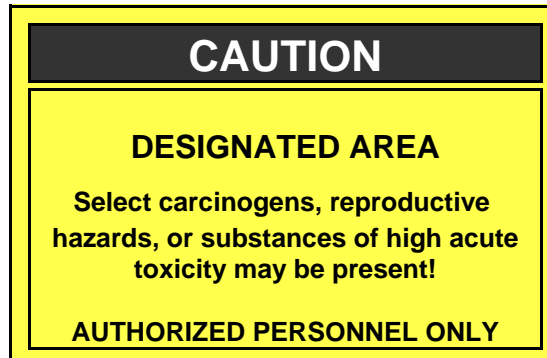 CAUTION
DESIGNATED AREA
Select carcinogens, reproductive
hazards, or substances of high acute
toxicity may be present!
AUTHORIZED PERSONNEL ONLY